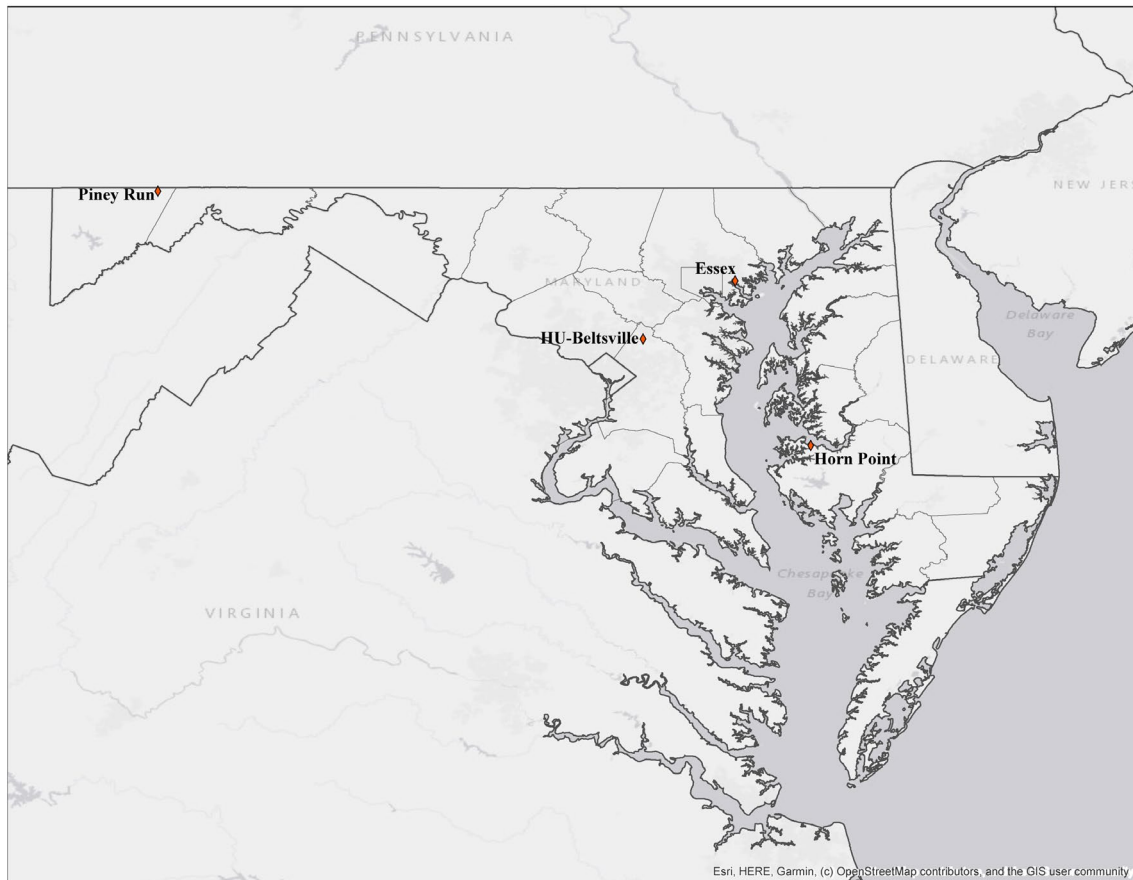 PENNSYLVANIA
Piney Run
NEW JERS
Essex
MARYLAND
Delaware
Bay
HU-Beltsville
DELAWARE
Horn Point
Chesapeake
Bay
VIRGINIA
Esri, HERE, Garmin, (c) OpenStreetMap contributors, and the GIS user community